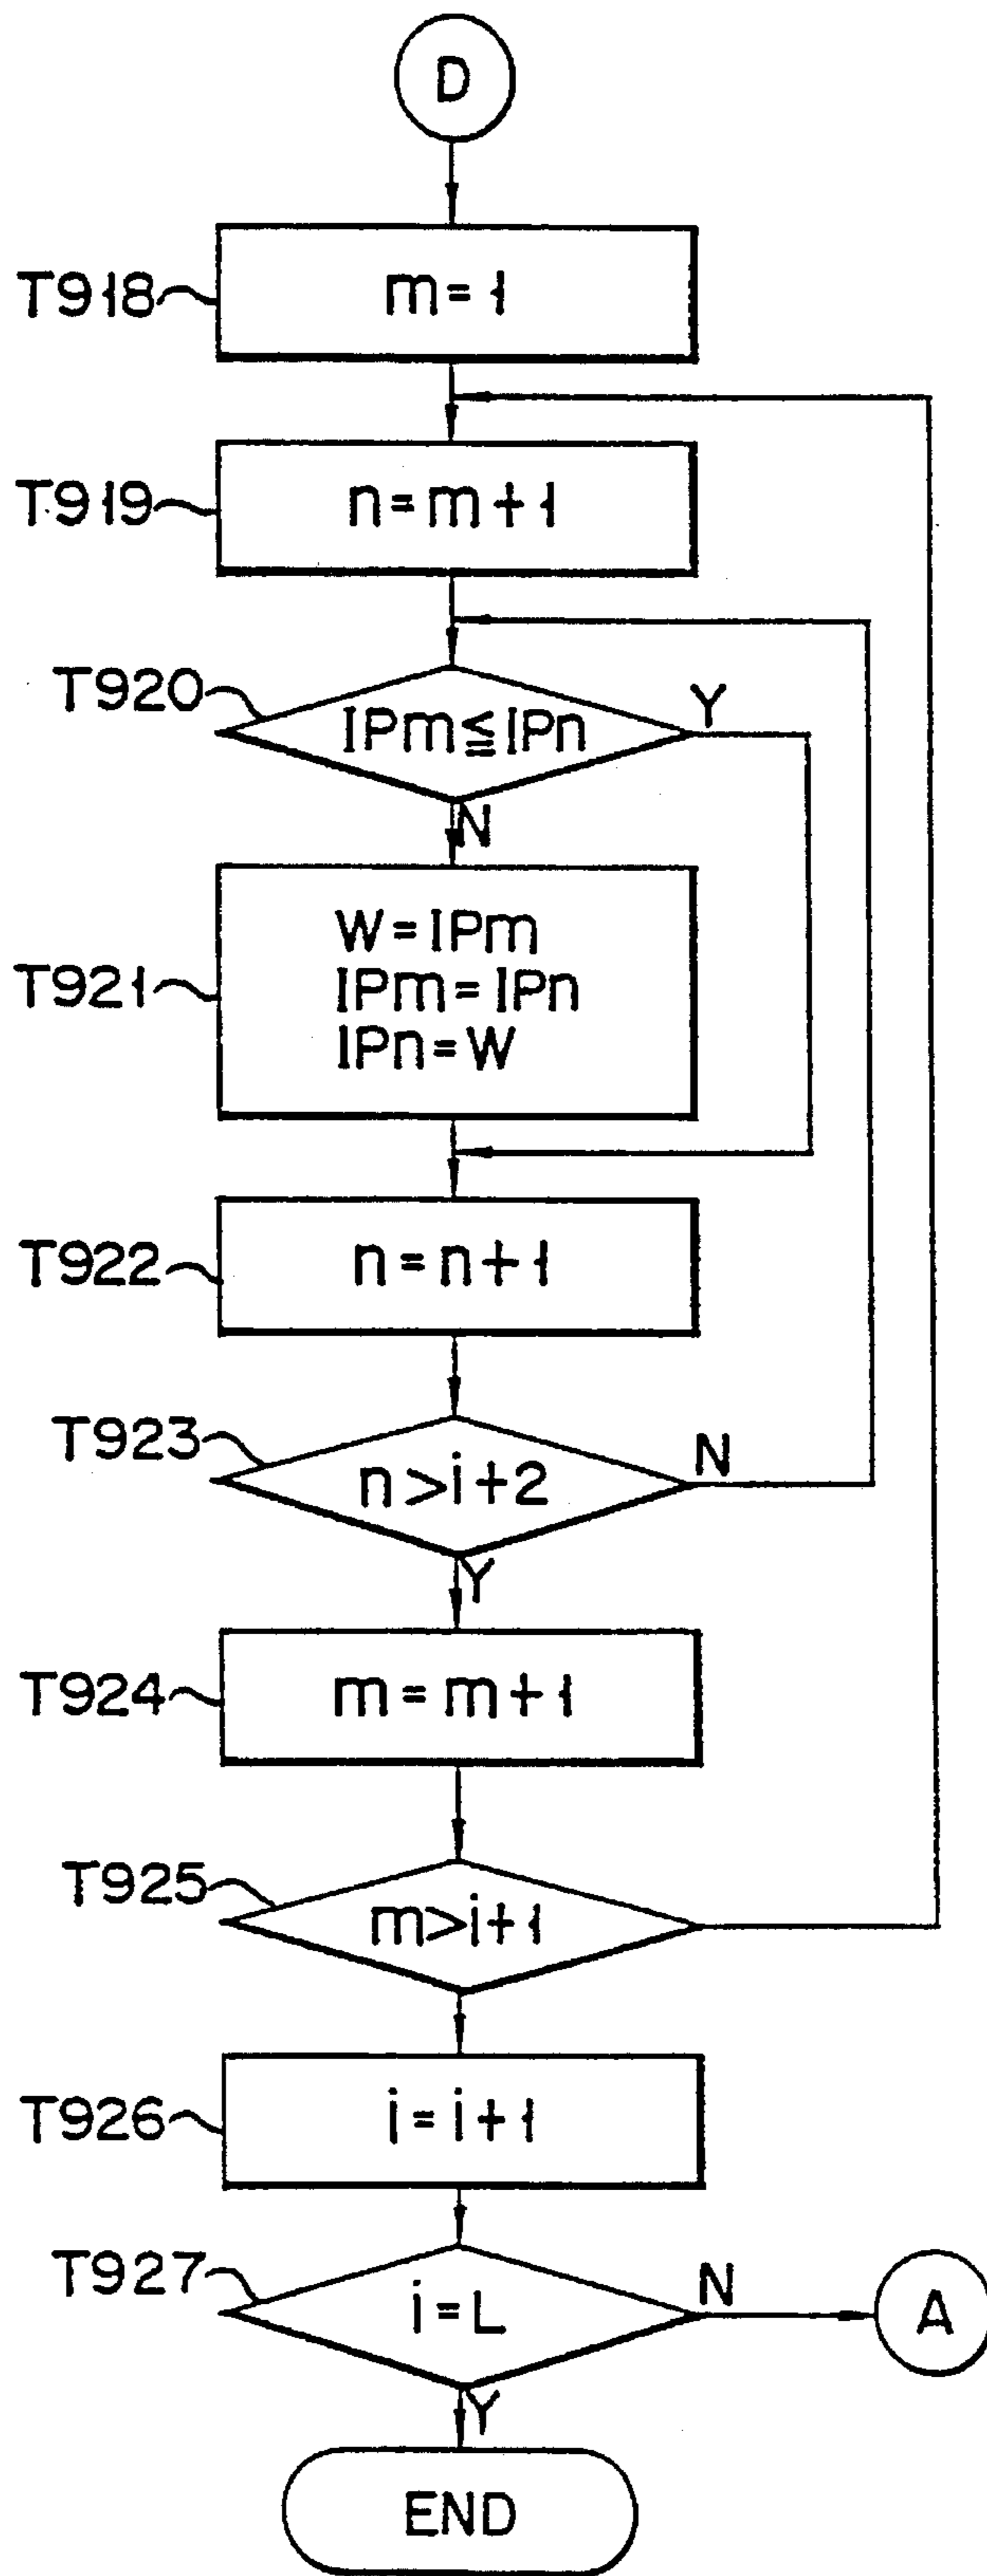 D
T918
m=1
T919
n=m+1
T920
IPm≦IPn
Y
N
T921
W=IPm
IPm=IPn
IPn=W
T922
n=n+1
T923
n>i+2
N
Y
T924
m=m+1
T925
m>i+1
T926
i=i+1
T927
i=L
N
A
Y
END